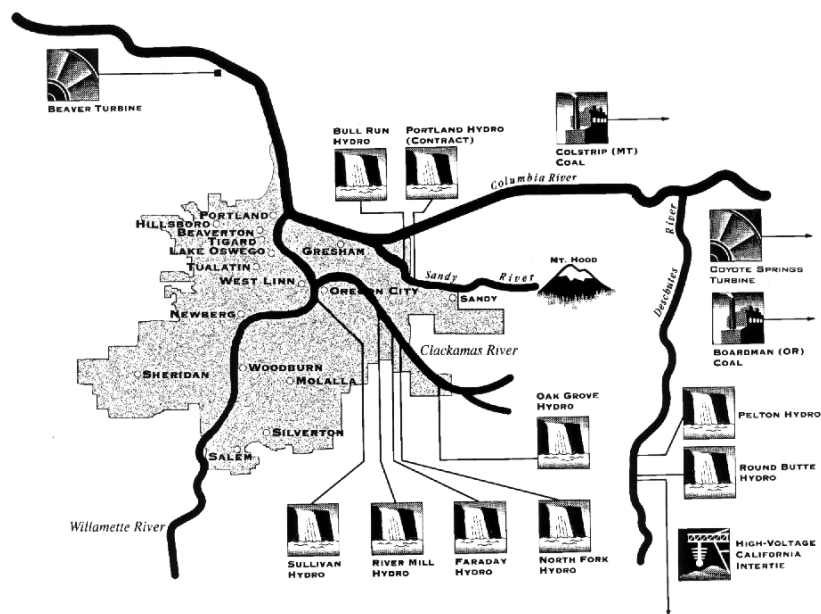 BEAVER TURBINE
BULL RUN
HYDRO
PORTLAND HYDRO
(CONTRACT)
COLSTRIP (MT)
COAL
Columbia River
PORTLAND
HILLSBORO
BEAVERTON
TIGARD
LAKE OSWEGO
TUALATIN
WEST LINN
NEWBERG
GRESHAM
OREGON CITY
Sandy River
SANDY
MT. HOOD
Deschutes River
COYOTE SPRINGS
TURBINE
BOARDMAN (OR)
COAL
Clackamas River
SHERIDAN
WOODBURN
MOLALLA
SILVERTON
SALEM
OAK GROVE
HYDRO
PELTON HYDRO
ROUND BUTTE
HYDRO
Willamette River
SULLIVAN
HYDRO
RIVER MILL
HYDRO
FARADAY
HYDRO
NORTH FORK
HYDRO
HIGH-VOLTAGE
CALIFORNIA
INTERTIE